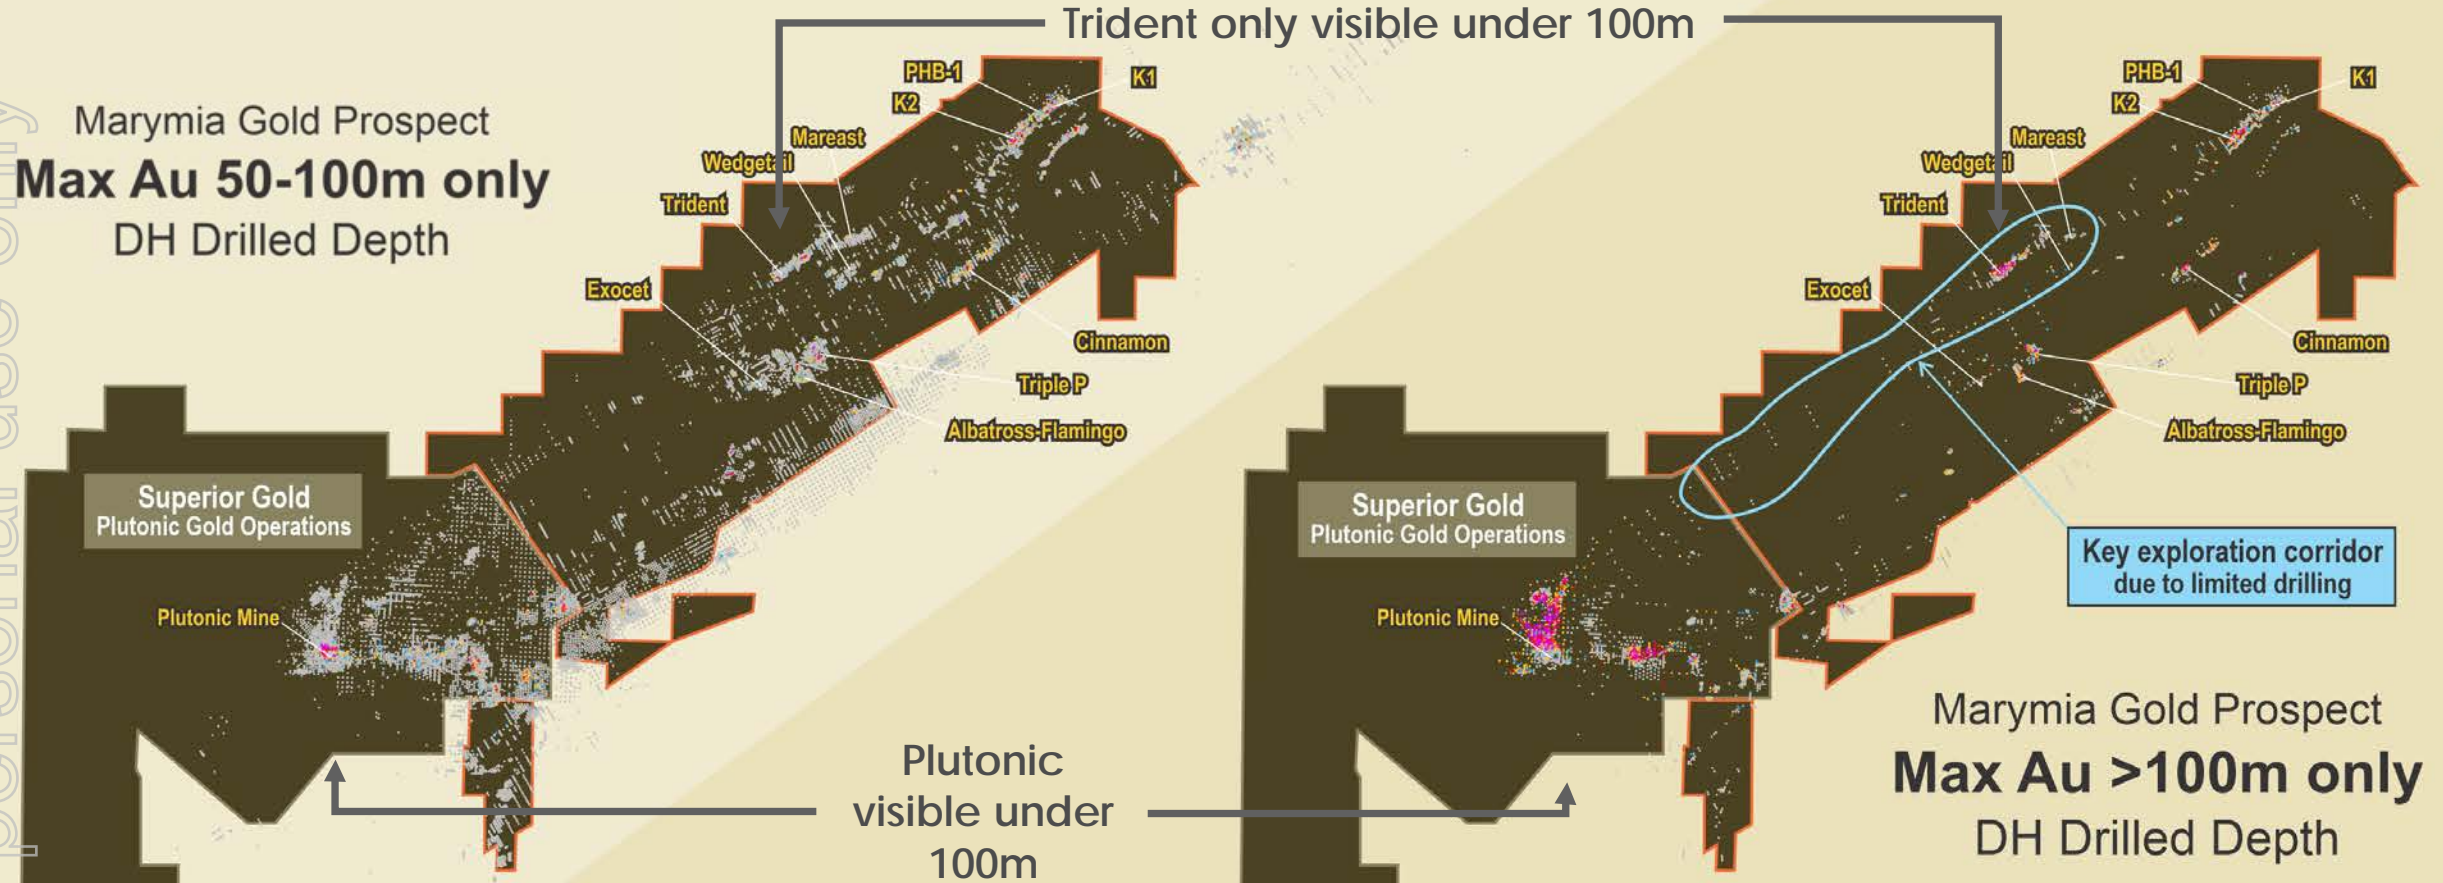 Trident only visible under 100m
Marymia Gold Prospect
Max Au 50-100m only
DH Drilled Depth
PHB-1
K1
K2
Mareast
Wedgetail
Trident
Exocet
Cinnamon
Triple P
Albatross-Flamingo
Superior Gold
Plutonic Gold Operations
Plutonic Mine
PHB-1
K1
K2
Mareast
Wedgetail
Trident
Exocet
Cinnamon
Triple P
Albatross-Flamingo
Superior Gold
Plutonic Gold Operations
Plutonic Mine
Key exploration corridor
due to limited drilling
Marymia Gold Prospect
Max Au >100m only
DH Drilled Depth
Plutonic
visible under
100m
personal use only